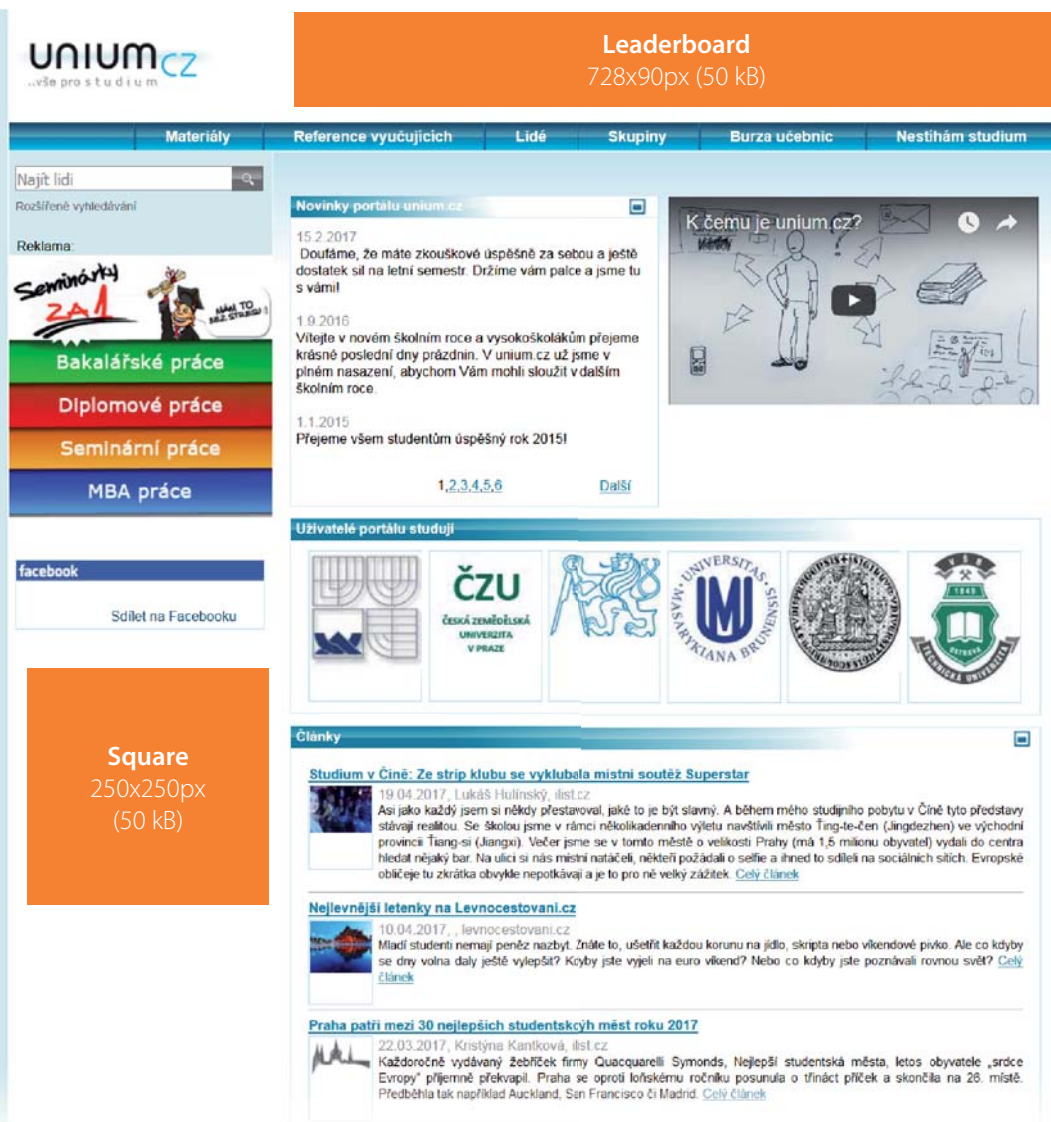 unium.cz
..vše pro studium
Leaderboard
728x90px (50 kB)
Materiály
Reference vyučujících
Lidé
Skupiny
Burza učebnic
Nestíhám studium
Najít lidi
Rozšířené vyhledávání
Reklama:
Seminárky
ZA 1
NÁM TO
Bakalářské práce
Diplomové práce
Seminární práce
MBA práce
facebook
Sdílet na Facebooku
Square
250x250px
(50 kB)
Novinky portálu unium.cz
15.2.2017
Doufáme, že máte zkouškové úspěšně za sebou a ještě
dostatek sil na letní semestr. Držíme vám palce a jsme tu
s vámi!
1.9.2016
Vítejte v novém školním roce a vysokoškolákům přejeme
krásné poslední dny prázdnin. V unium.cz už jsme v
plném nasazení, abychom Vám mohli sloužit v dalším
školním roce.
1.1.2015
Přejeme všem studentům úspěšný rok 2015!
1,2,3,4,5,6
Další
K čemu je unium.cz?
Uživatelé portálu studují
ČZU
ČESKÁ ZEMĚDĚLSKÁ
UNIVERZITA
V PRAZE
UNIVERSITAS
MASARYKIANA BRUNENSIS
VŠB
1849
OSTRAVA
TECHNICKÁ UNIVERZITA
Články
Studium v Číně: Ze strip klubu se vyklubala místní soutěž Superstar
19.04.2017, Lukáš Hulínský, ilist.cz
Asi jako každý jsem si někdy přestavoval, jaké to je být slavný. A během mého studijního pobytu v Číně tyto představy
stávají realitou. Se školou jsme v rámci několikadenního výletu navštívili město Ťing-te-čen (Jingdezhen) ve východní
provincii Ťiang-si (Jiangxi). Večer jsme se v tomto městě o velikosti Prahy (má 1,5 milionu obyvatel) vydali do centra
hledat nějaký bar. Na ulici si nás místní natáčeli, někteří požádali o selfie a ihned to sdíleli na sociálních sítích. Evropské
obličeje tu zkrátka obvykle nepotkávají a je to pro ně velký zážitek. Celý článek
Nejlevnější letenky na Levnocestovani.cz
10.04.2017, , levnocestovani.cz
Mladí studenti nemají peněz nazbyt. Znáte to, ušetřit každou korunu na jídlo, skripta nebo víkendové pivko. Ale co kdyby
se dny volna daly ještě vylepšit? Kdyby jste vyjeli na euro víkend? Nebo co kdyby jste poznávali rovnou svět? Celý
článek
Praha patří mezi 30 nejlepších studentských měst roku 2017
22.03.2017, Kristýna Kantková, ilist.cz
Každoročně vydávaný žebříček firmy Quacquarelli Symonds, Nejlepší studentská města, letos obyvatele „srdce
Evropy“ příjemně překvapil. Praha se oproti loňskému ročníku posunula o třináct příček a skončila na 26. místě.
Předběhla tak například Auckland, San Francisco či Madrid. Celý článek